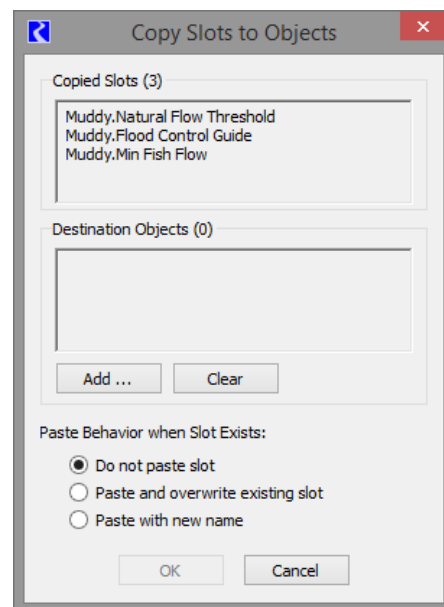 Copy Slots to Objects
Copied Slots (3)
Muddy.Natural Flow Threshold
Muddy.Flood Control Guide
Muddy.Min Fish Flow
Destination Objects (0)
Add ... Clear
Paste Behavior when Slot Exists:
Do not paste slot
Paste and overwrite existing slot
Paste with new name
OK Cancel